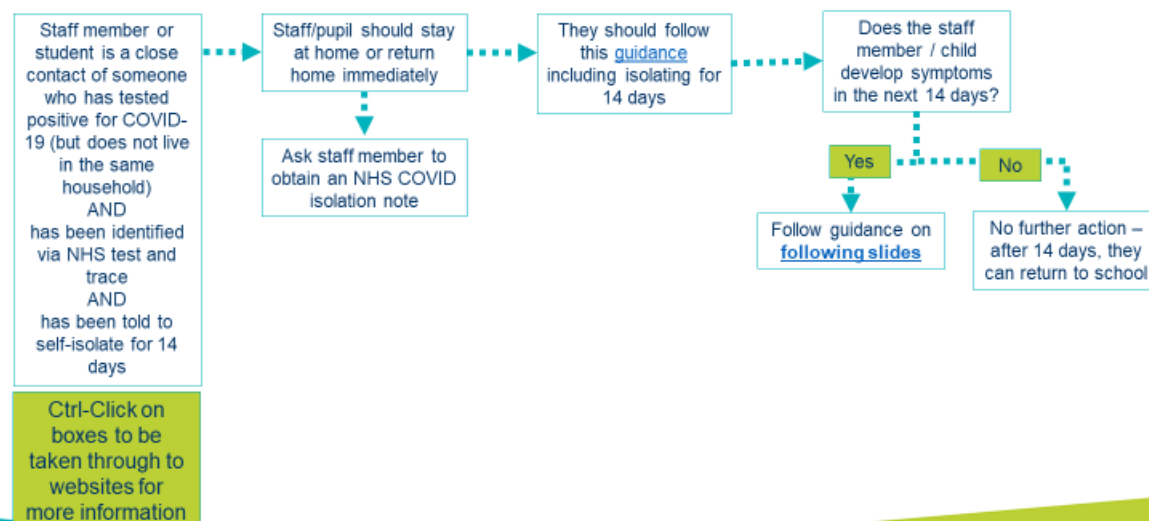 Staff member or
student is a close
contact of someone
who has tested
positive for COVID-
19 (but does not live
in the same
household)
AND
has been identified
via NHS test and
trace
AND
has been told to
self-isolate for 14
days
Ctrl-Click on
boxes to be
taken through to
websites for
more information
Staff/pupil should stay
at home or return
home immediately
Ask staff member to
obtain an NHS COVID
isolation note
They should follow
this guidance
including isolating for
14 days
Does the staff
member / child
develop symptoms
in the next 14 days?
Yes
No
Follow guidance on
following slides
No further action –
after 14 days, they
can return to school